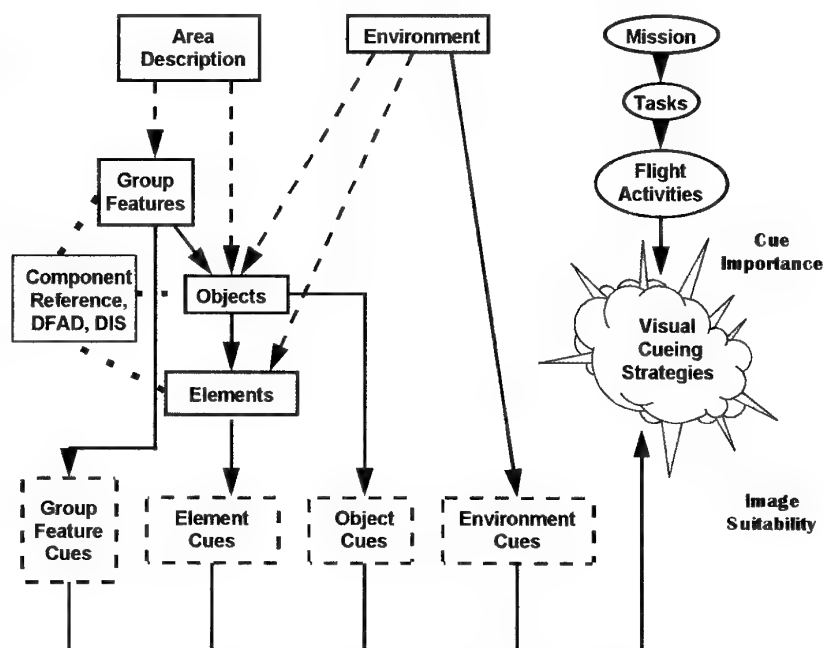 Area
Description
Environment
Mission
Tasks
Group
Features
Flight
Activities
Cue
Importance
Component
Reference,
DFAD, DIS
Objects
Visual
Cueing
Strategies
Elements
Group
Feature
Cues
Element
Cues
Object
Cues
Environment
Cues
Image
Suitability